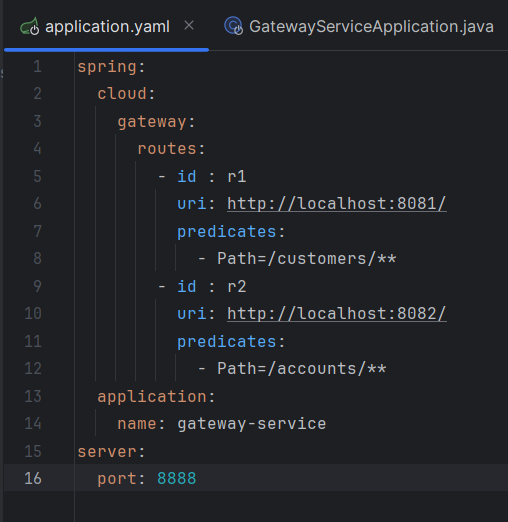 application.yaml
GatewayServiceApplication.java
1 spring:
2   cloud:
3     gateway:
4       routes:
5         - id : r1
6           uri: http://localhost:8081/
7           predicates:
8             - Path=/customers/**
9         - id : r2
10           uri: http://localhost:8082/
11           predicates:
12             - Path=/accounts/**
13   application:
14     name: gateway-service
15 server:
16   port: 8888